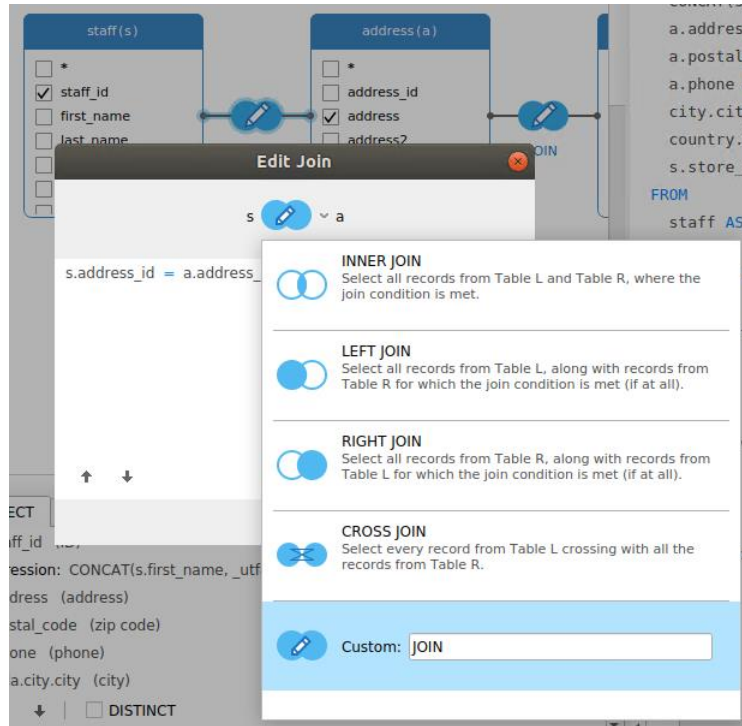 staff(s)
address(a)
*
staff_id
first_name
last_name
*
address_id
address
address2
JOIN
a.addres
a.postal
a.phone
city.cit
country.
s.store_
FROM
staff AS
Edit Join
s
a
s.address_id = a.address_
INNER JOIN
Select all records from Table L and Table R, where the
join condition is met.
LEFT JOIN
Select all records from Table L, along with records from
Table R for which the join condition is met (if at all).
RIGHT JOIN
Select all records from Table R, along with records from
Table L for which the join condition is met (if at all).
CROSS JOIN
Select every record from Table L crossing with all the
records from Table R.
Custom: JOIN
ECT
aff_id
ression: CONCAT(s.first_name, _utf
dress (address)
stal_code (zip code)
one (phone)
a.city.city (city)
DISTINCT